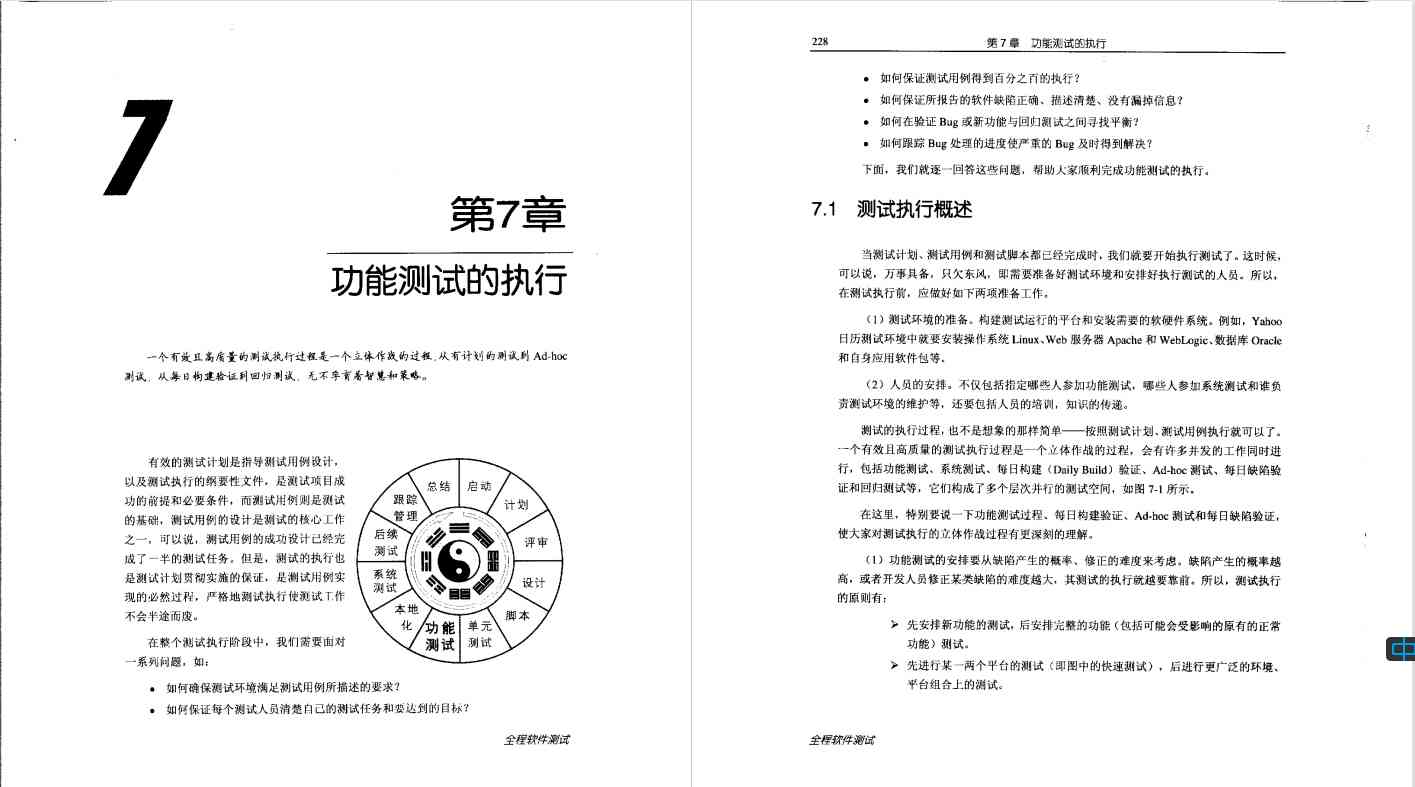 7
第7章
功能测试的执行
一个有效且高质量的测试执行过程是一个立体作战的过程,从有计划的测试到 Ad-hoc
测试、从每日构建验证到回归测试,无不孕育着智慧和策略。
有效的测试计划是指导测试用例设计,
以及测试执行的纲要性文件,是测试项目成
功的前提和必要条件,而测试用例则是测试
的基础,测试用例的设计是测试的核心工作
之一,可以说,测试用例的成功设计已经完
成了一半的测试任务。但是,测试的执行也
是测试计划贯彻实施的保证,是测试用例实
现的必然过程,严格地测试执行使测试工作
不会半途而废。
在整个测试执行阶段中,我们需要面对
一系列问题,如:
总结
启动
计划
评审
设计
脚本
单元
测试
功能
测试
本地
化
系统
测试
后续
测试
跟踪
管理
● 如何确保测试环境满足测试用例所描述的要求?
● 如何保证每个测试人员清楚自己的测试任务和要达到的目标?
全程软件测试
228 第 7 章 功能测试的执行
● 如何保证测试用例得到百分之百的执行?
● 如何保证所报告的软件缺陷正确、描述清楚、没有漏掉信息?
● 如何在验证 Bug 或新功能与回归测试之间寻找平衡?
● 如何跟踪 Bug 处理的进度使严重的 Bug 及时得到解决?
下面,我们就逐一回答这些问题,帮助大家顺利完成功能测试的执行。
7.1 测试执行概述
当测试计划、测试用例和测试脚本都已经完成时,我们就要开始执行测试了。这时候,
可以说,万事具备,只欠东风,即需要准备好测试环境和安排好执行测试的人员。所以,
在测试执行前,应做好如下两项准备工作。
(1)测试环境的准备。构建测试运行的平台和安装需要的软硬件系统。例如,Yahoo
日历测试环境中就要安装操作系统 Linux、Web 服务器 Apache 和 WebLogic、数据库 Oracle
和自身应用软件包等。
(2)人员的安排。不仅包括指定哪些人参加功能测试,哪些人参加系统测试和谁负
责测试环境的维护等,还要包括人员的培训,知识的传递。
测试的执行过程,也不是想象的那样简单——按照测试计划、测试用例执行就可以了。
一个有效且高质量的测试执行过程是一个立体作战的过程,会有许多并发的工作同时进
行,包括功能测试、系统测试、每日构建(Daily Build)验证、Ad-hoc 测试、每日缺陷验
证和回归测试等,它们构成了多个层次并行的测试空间,如图 7-1 所示。
在这里,特别要说一下功能测试过程、每日构建验证、Ad-hoc 测试和每日缺陷验证,
使大家对测试执行的立体作战过程有更深刻的理解。
(1)功能测试的安排要从缺陷产生的概率、修正的难度来考虑。缺陷产生的概率越
高,或者开发人员修正某类缺陷的难度越大,其测试的执行就越要靠前。所以,测试执行
的原则有:
➢ 先安排新功能的测试,后安排完整的功能(包括可能会受影响的原有的正常
功能)测试。
➢ 先进行某一两个平台的测试(即图中的快速测试),后进行更广泛的环境、
平台组合上的测试。
全程软件测试
中